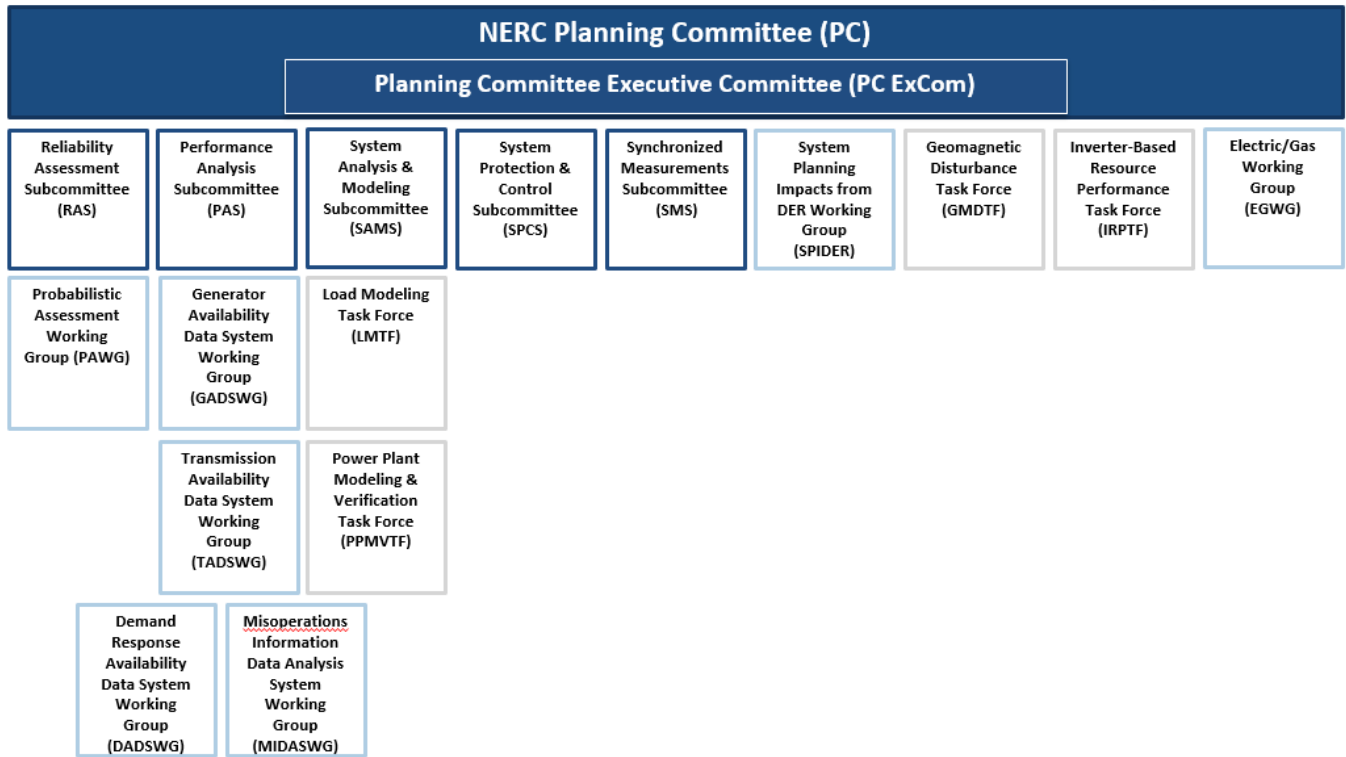 NERC Planning Committee (PC)
Planning Committee Executive Committee (PC ExCom)
Reliability
Assessment
Subcommittee
(RAS)
Performance
Analysis
Subcommittee
(PAS)
System
Analysis &
Modeling
Subcommittee
(SAMS)
System
Protection &
Control
Subcommittee
(SPCS)
Synchronized
Measurements
Subcommittee
(SMS)
System
Planning
Impacts from
DER Working
Group
(SPIDER)
Geomagnetic
Disturbance
Task Force
(GMDTF)
Inverter-Based
Resource
Performance
Task Force
(IRPTF)
Electric/Gas
Working
Group
(EGWG)
Probabilistic
Assessment
Working
Group (PAWG)
Generator
Availability
Data System
Working
Group
(GADSWG)
Load Modeling
Task Force
(LMTF)
Transmission
Availability
Data System
Working
Group
(TADSWG)
Power Plant
Modeling &
Verification
Task Force
(PPMVTF)
Demand
Response
Availability
Data System
Working
Group
(DADSWG)
Misoperations
Information
Data Analysis
System
Working
Group
(MIDASWG)